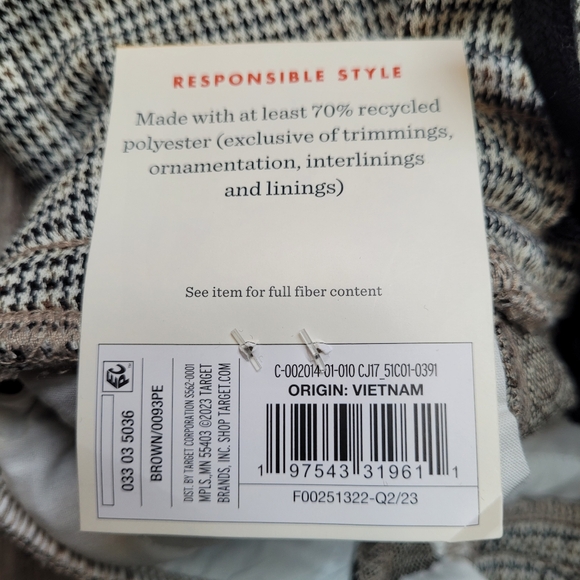 RESPONSIBLE STYLE
Made with at least 70% recycled
polyester (exclusive of trimmings,
ornamentation, interlinings
and linings)
See item for full fiber content
EPC
033 03 5036
BROWN/0093PE
DIST. BY TARGET CORPORATION S562-0001
MPLS, MN 55403 ©2023 TARGET
BRANDS, INC. SHOP TARGET.COM
C-002014-01-010 CJ17_51C01-0391
ORIGIN: VIETNAM
1 97543 31961 1
F00251322-Q2/23